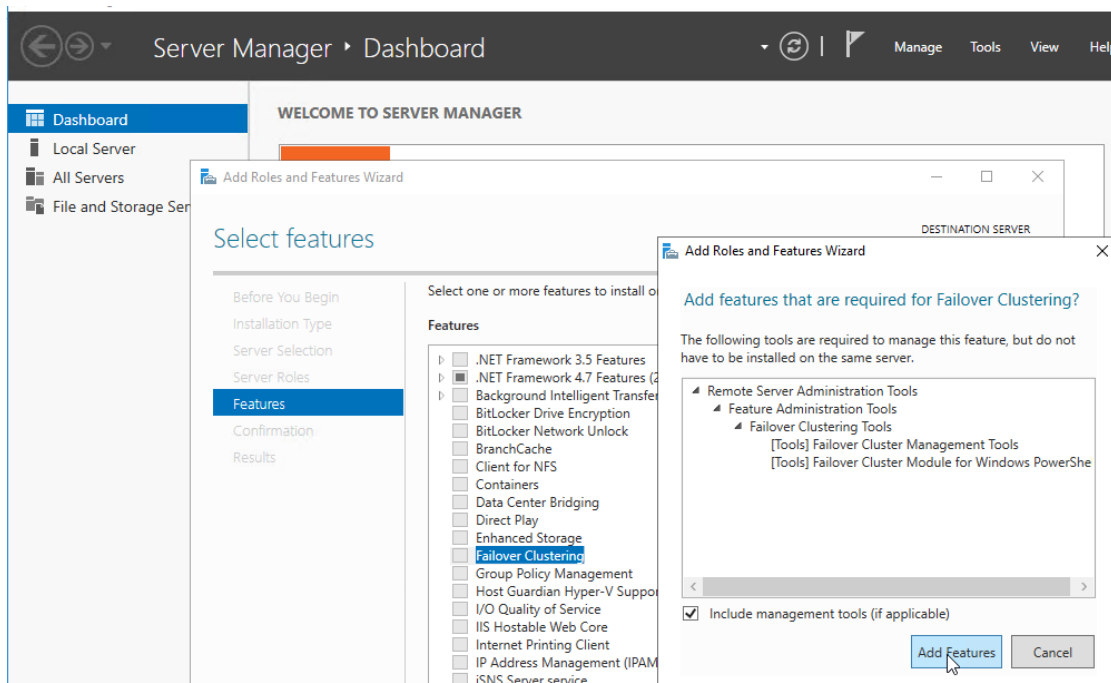 Server Manager ‣ Dashboard
Manage
Tools
View
Hel
Dashboard
Local Server
All Servers
File and Storage Ser
WELCOME TO SERVER MANAGER
Add Roles and Features Wizard
Select features
DESTINATION SERVER
Before You Begin
Installation Type
Server Selection
Server Roles
Features
Confirmation
Results
Select one or more features to install o
Features
.NET Framework 3.5 Features
.NET Framework 4.7 Features (2
Background Intelligent Transfer
BitLocker Drive Encryption
BitLocker Network Unlock
BranchCache
Client for NFS
Containers
Data Center Bridging
Direct Play
Enhanced Storage
Failover Clustering
Group Policy Management
Host Guardian Hyper-V Suppor
I/O Quality of Service
IIS Hostable Web Core
Internet Printing Client
IP Address Management (IPAM
iSNS Server service
Add Roles and Features Wizard
Add features that are required for Failover Clustering?
The following tools are required to manage this feature, but do not
have to be installed on the same server.
Remote Server Administration Tools
Feature Administration Tools
Failover Clustering Tools
[Tools] Failover Cluster Management Tools
[Tools] Failover Cluster Module for Windows PowerShe
Include management tools (if applicable)
Add Features
Cancel